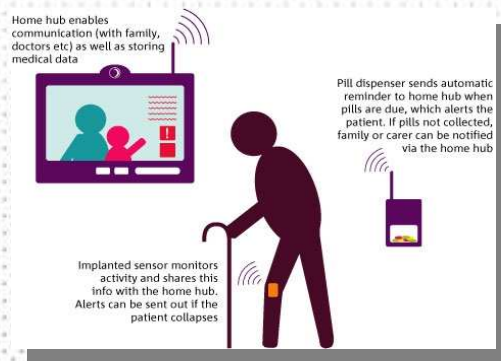 Home hub enables
communication (with family,
doctors etc) as well as storing
medical data
Pill dispenser sends automatic
reminder to home hub when
pills are due, which alerts the
patient. If pills not collected,
family or carer can be notified
via the home hub
Implanted sensor monitors
activity and shares this
info with the home hub.
Alerts can be sent out if the
patient collapses